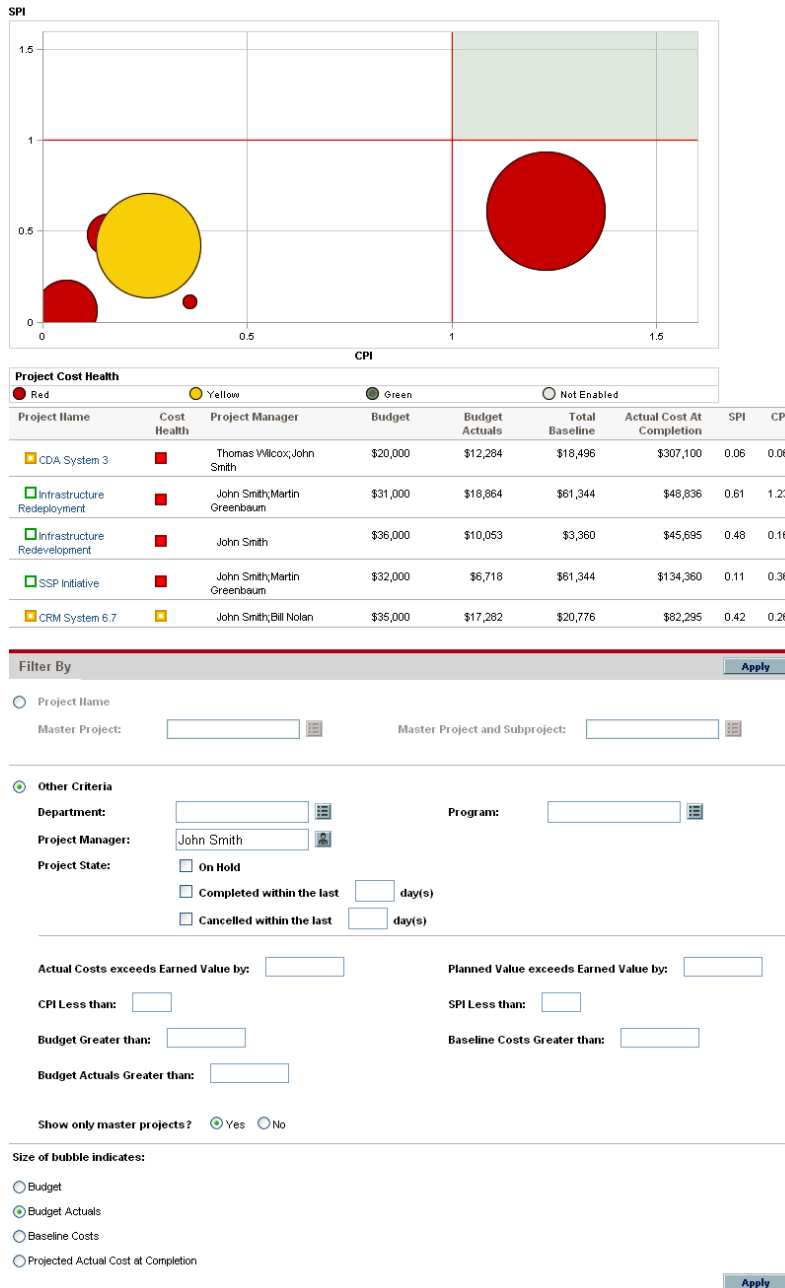 SPI
1.5
1
0.5
0
0 0.5 1 1.5
CPI
Project Cost Health
Red Yellow Green Not Enabled
Project Name Cost Health Project Manager Budget Budget Actuals Total Baseline Actual Cost At Completion SPI
CDA System 3 Thomas Wilcox;John Smith $20,000 $12,284 $18,496 $307,100 0.06
Infrastructure Redeployment John Smith;Martin Greenbaum $31,000 $18,864 $61,344 $48,836 0.61
Infrastructure Redevelopment John Smith $36,000 $10,053 $3,360 $45,695 0.48
SSP Initiative John Smith;Martin Greenbaum $32,000 $6,718 $61,344 $134,360 0.11
CRM System 6.7 John Smith;Bill Nolan $35,000 $17,282 $20,776 $82,295 0.42
Filter By Apply
Project Name
Master Project: Master Project and Subproject:
Other Criteria
Department: Program:
Project Manager: John Smith
Project State: On Hold
Completed within the last day(s)
Cancelled within the last day(s)
Actual Costs exceeds Earned Value by: Planned Value exceeds Earned Value by:
CPI Less than: SPI Less than:
Budget Greater than: Baseline Costs Greater than:
Budget Actuals Greater than:
Show only master projects? Yes No
Size of bubble indicates:
Budget
Budget Actuals
Baseline Costs
Projected Actual Cost at Completion
Apply